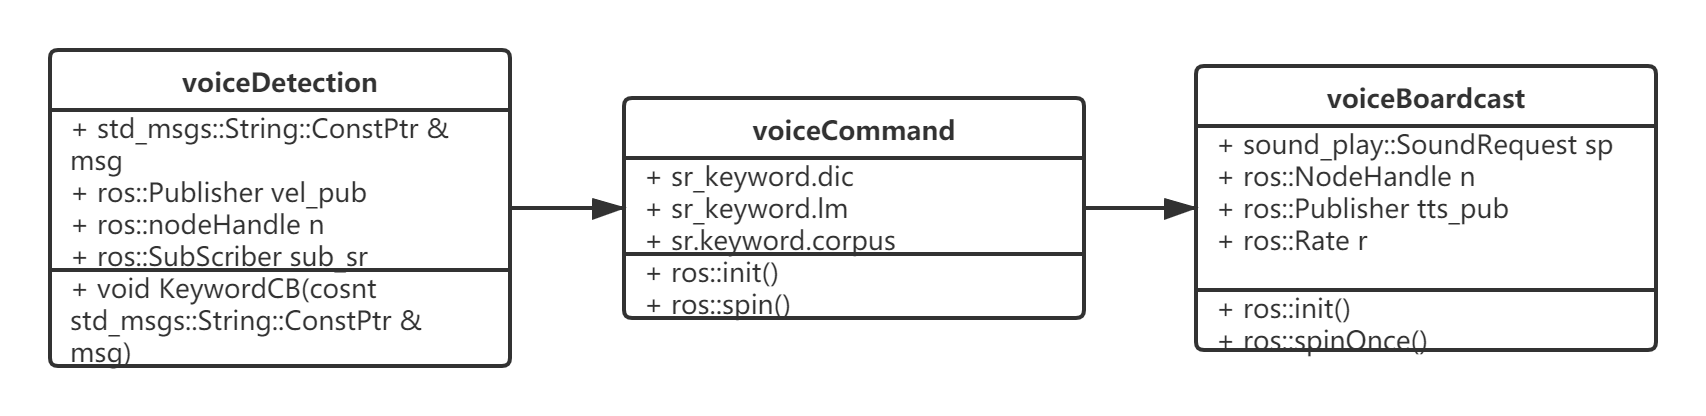 voiceDetection
+ std_msgs::String::ConstPtr &
msg
+ ros::Publisher vel_pub
+ ros::nodeHandle n
+ ros::SubScriber sub_sr
+ void KeywordCB(cosnt
std_msgs::String::ConstPtr &
msg)
voiceCommand
+ sr_keyword.dic
+ sr_keyword.lm
+ sr.keyword.corpus
+ ros::init()
+ ros::spin()
voiceBoardcast
+ sound_play::SoundRequest sp
+ ros::NodeHandle n
+ ros::Publisher tts_pub
+ ros::Rate r
+ ros::init()
+ ros::spinOnce()